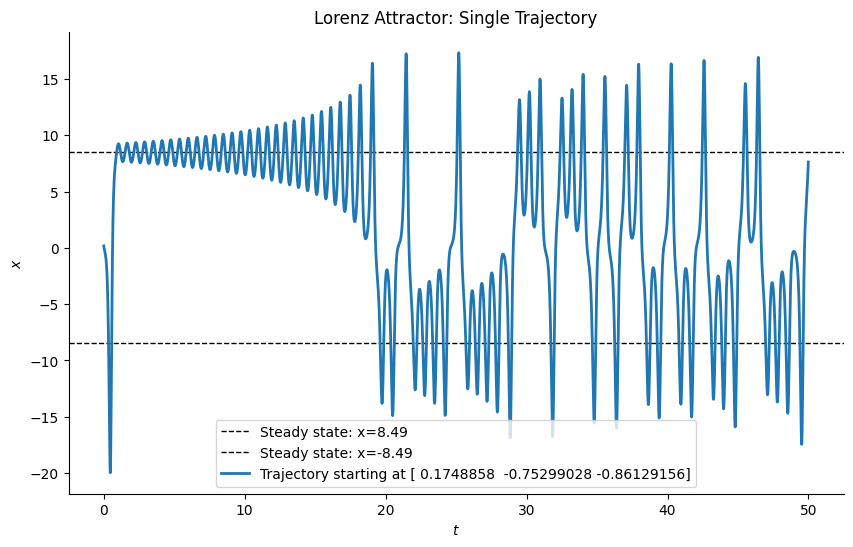 Lorenz Attractor: Single Trajectory
15
10
5
0
−5
−10
−15
−20
x
0
10
20
30
40
50
t
Steady state: x=8.49
Steady state: x=-8.49
Trajectory starting at [ 0.1748858  -0.75299028 -0.86129156]